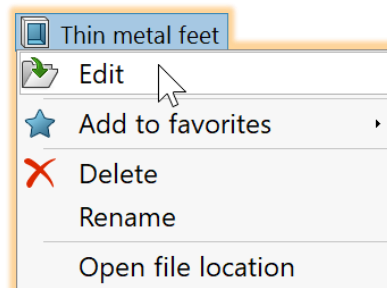 Thin metal feet
Edit
Add to favorites
Delete
Rename
Open file location